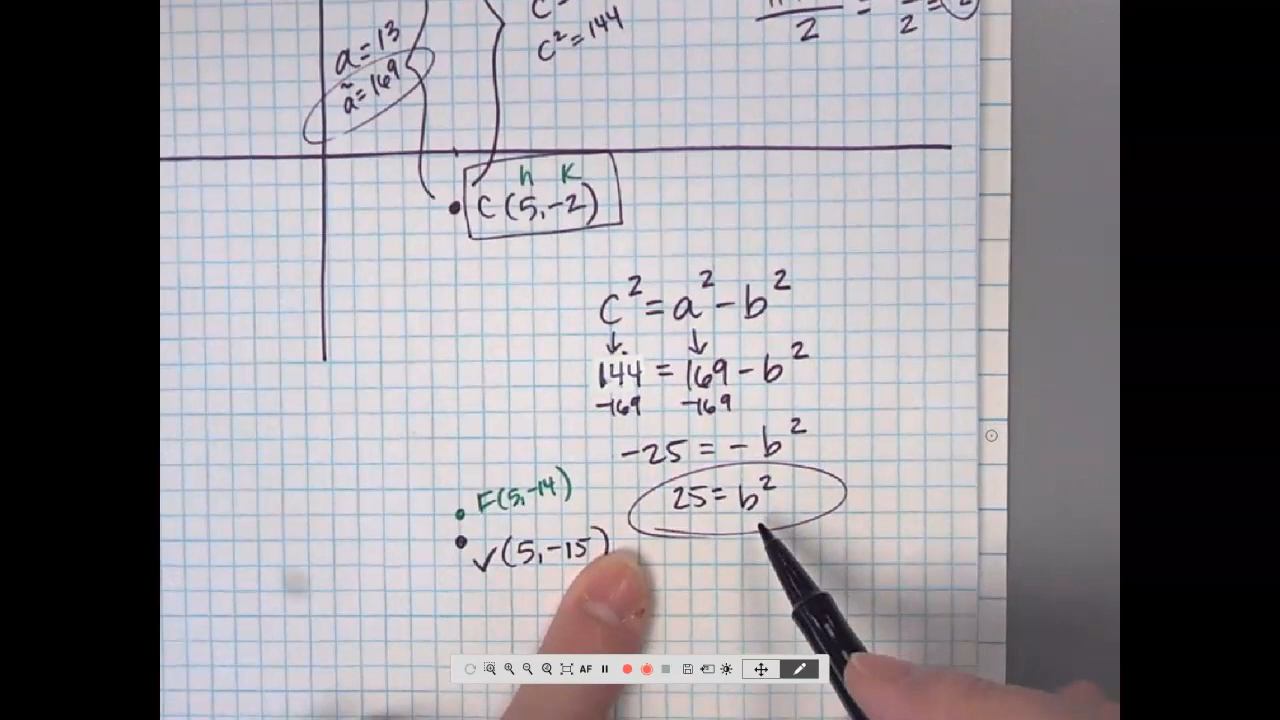 a = 13
a² = 169
c² = 144
2
2
h k
C (5, -2)
c² = a² - b²
144 = 169 - b²
-169 -169
-25 = -b²
25 = b²
F(5, -14)
V(5, -15)
AF